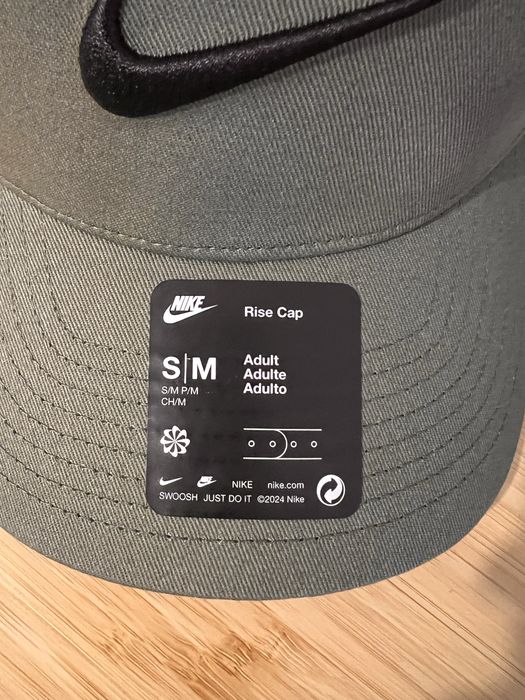 NIKE
Rise Cap
S|M
S/M P/M
CH/M
Adult
Adulte
Adulto
NIKE nike.com
SWOOSH JUST DO IT ©2024 Nike